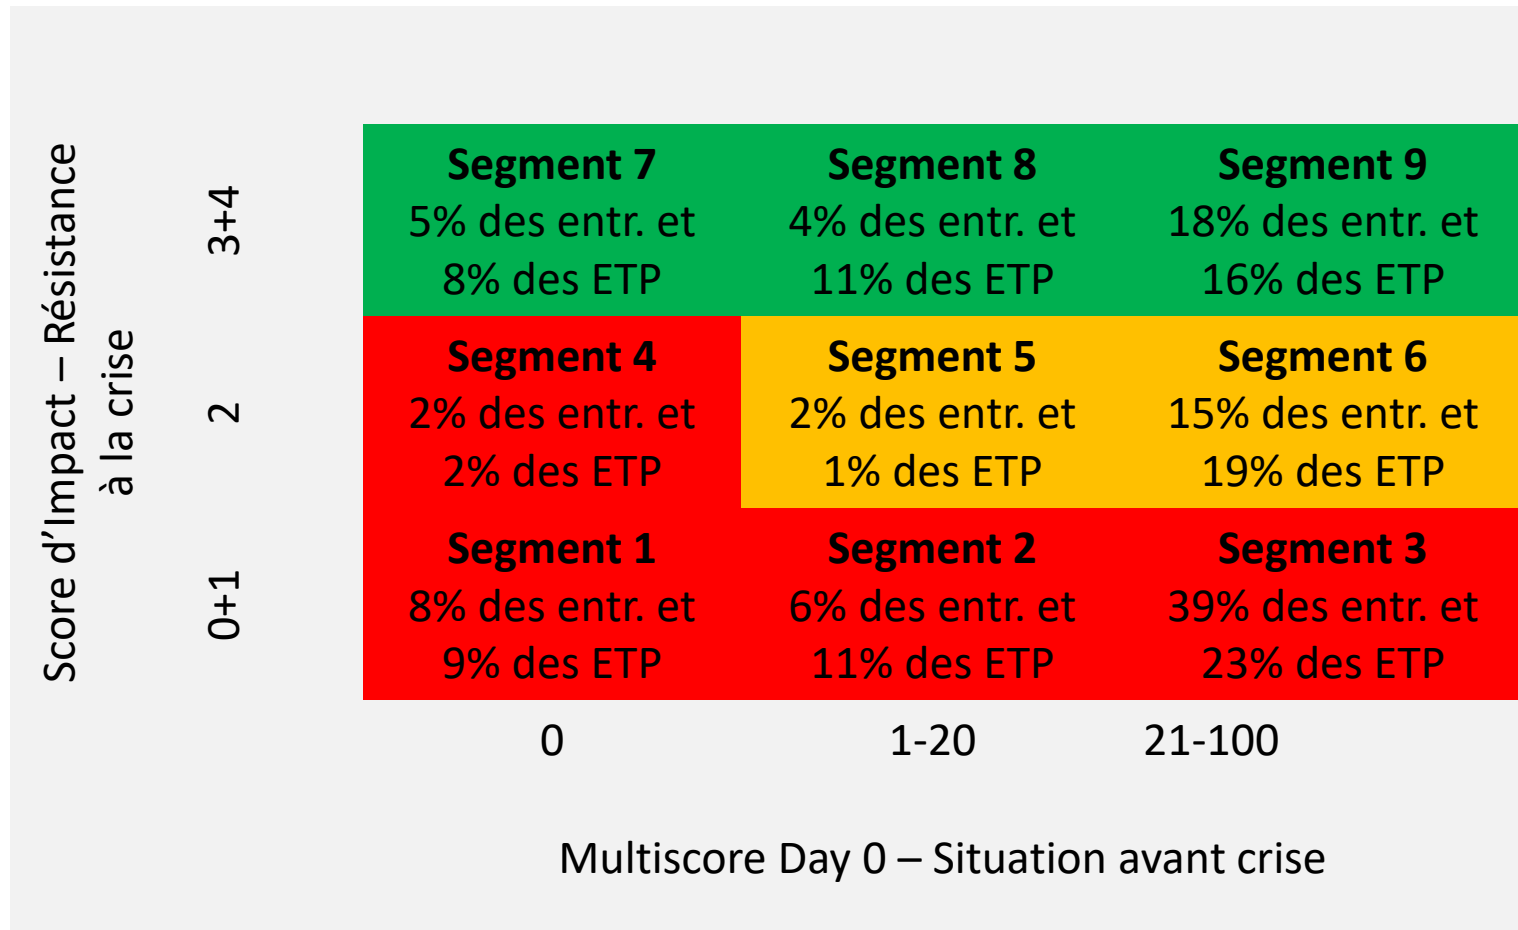 Score d’Impact – Résistance
à la crise
3+4
Segment 7
5% des entr. et
8% des ETP
Segment 8
4% des entr. et
11% des ETP
Segment 9
18% des entr. et
16% des ETP
2
Segment 4
2% des entr. et
2% des ETP
Segment 5
2% des entr. et
1% des ETP
Segment 6
15% des entr. et
19% des ETP
0+1
Segment 1
8% des entr. et
9% des ETP
Segment 2
6% des entr. et
11% des ETP
Segment 3
39% des entr. et
23% des ETP
0
1-20
21-100
Multiscore Day 0 – Situation avant crise